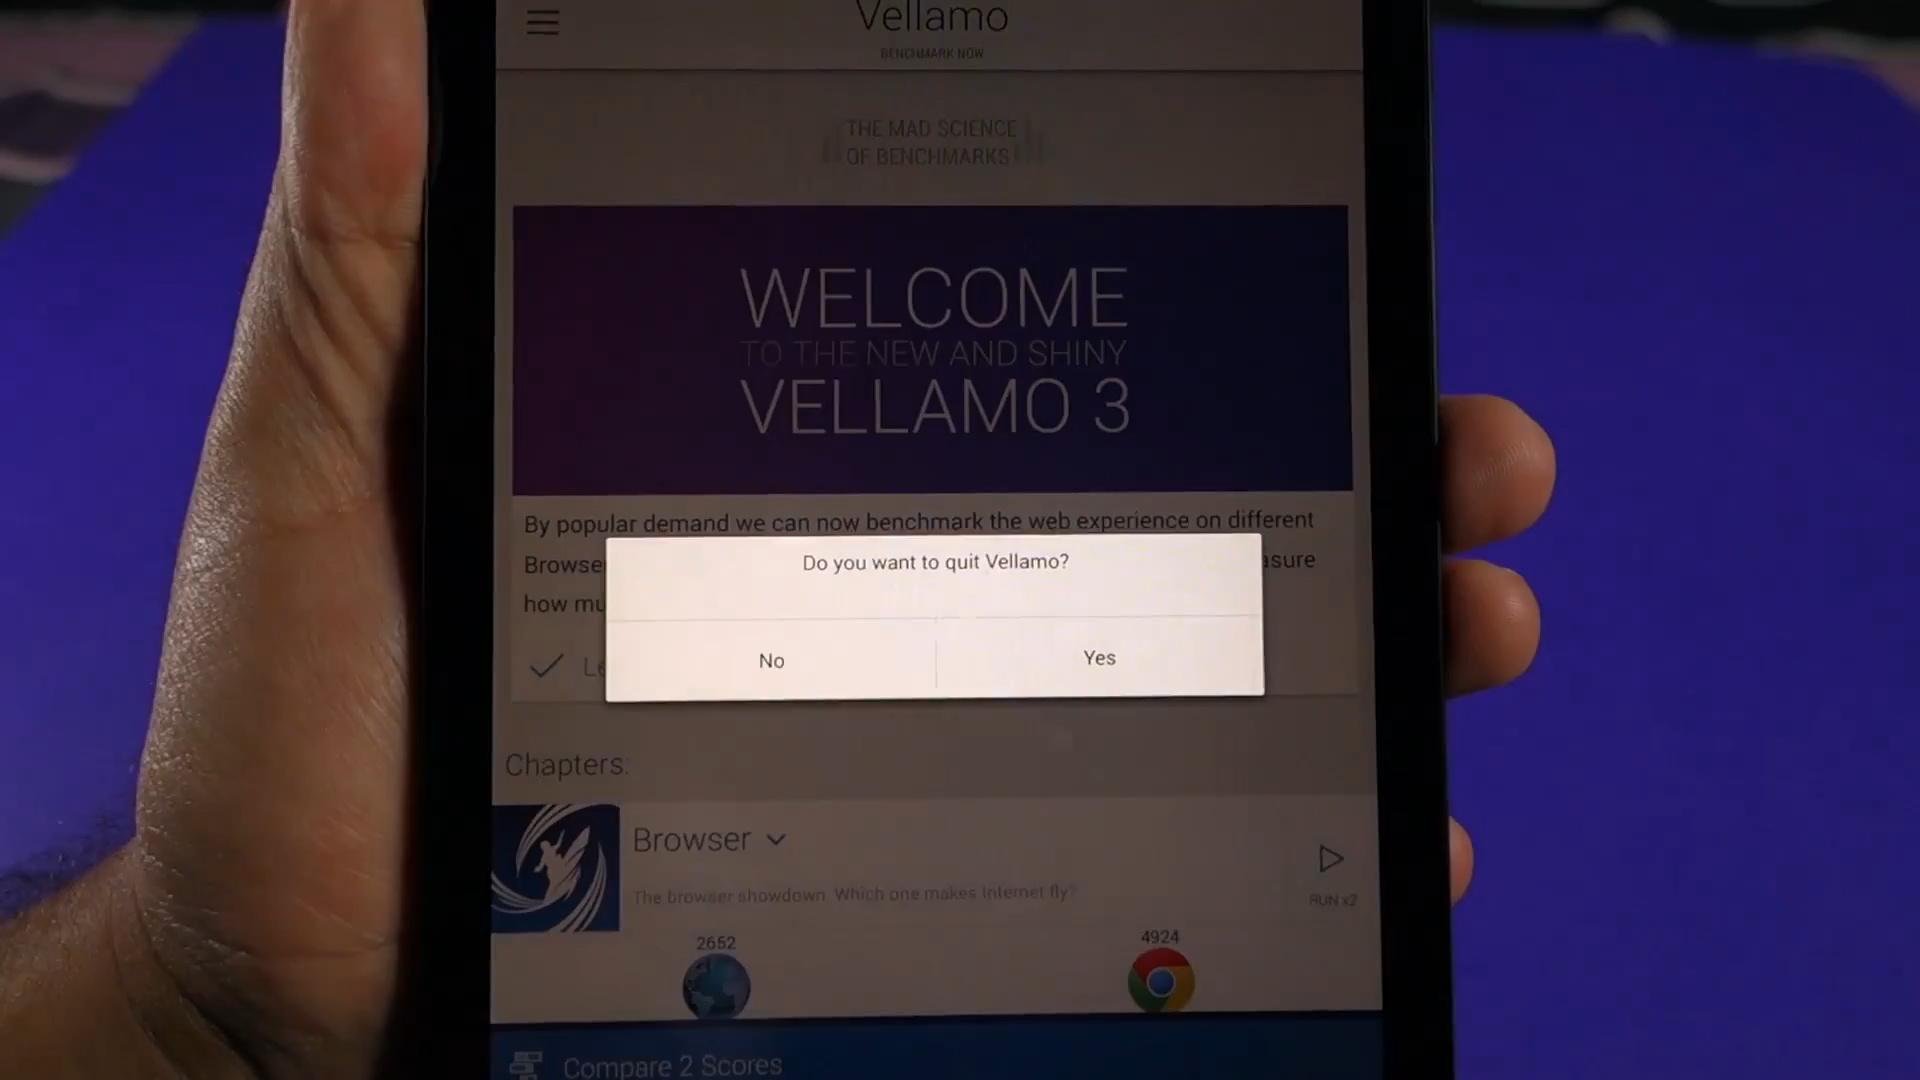 Vellamo
BENCHMARK NOW
THE MAD SCIENCE
OF BENCHMARKS
WELCOME
TO THE NEW AND SHINY
VELLAMO 3
By popular demand we can now benchmark the web experience on different
Browse
asure
how mu
Do you want to quit Vellamo?
No
Yes
Chapters:
Browser
The browser showdown. Which one makes Internet fly?
RUN x2
2652
4924
Compare 2 Scores